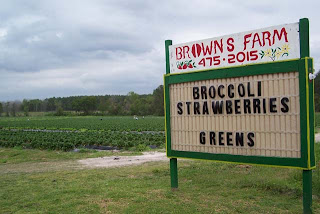 BROWN'S FARM
475-2015
BROCCOLI
STRAWBERRIES
GREENS